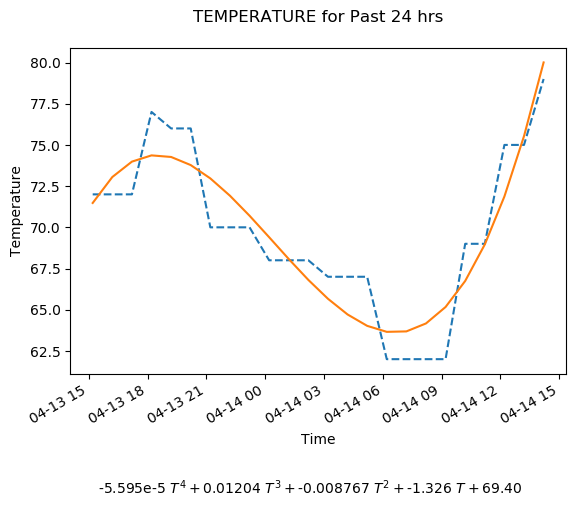 TEMPERATURE for Past 24 hrs
80.0
77.5
75.0
72.5
70.0
67.5
65.0
62.5
Temperature
04-13 15 04-13 18 04-13 21 04-14 00 04-14 03 04-14 06 04-14 09 04-14 12 04-14 15
Time
-5.595e-5 T⁴ + 0.01204 T³ + -0.008767 T² + -1.326 T + 69.40